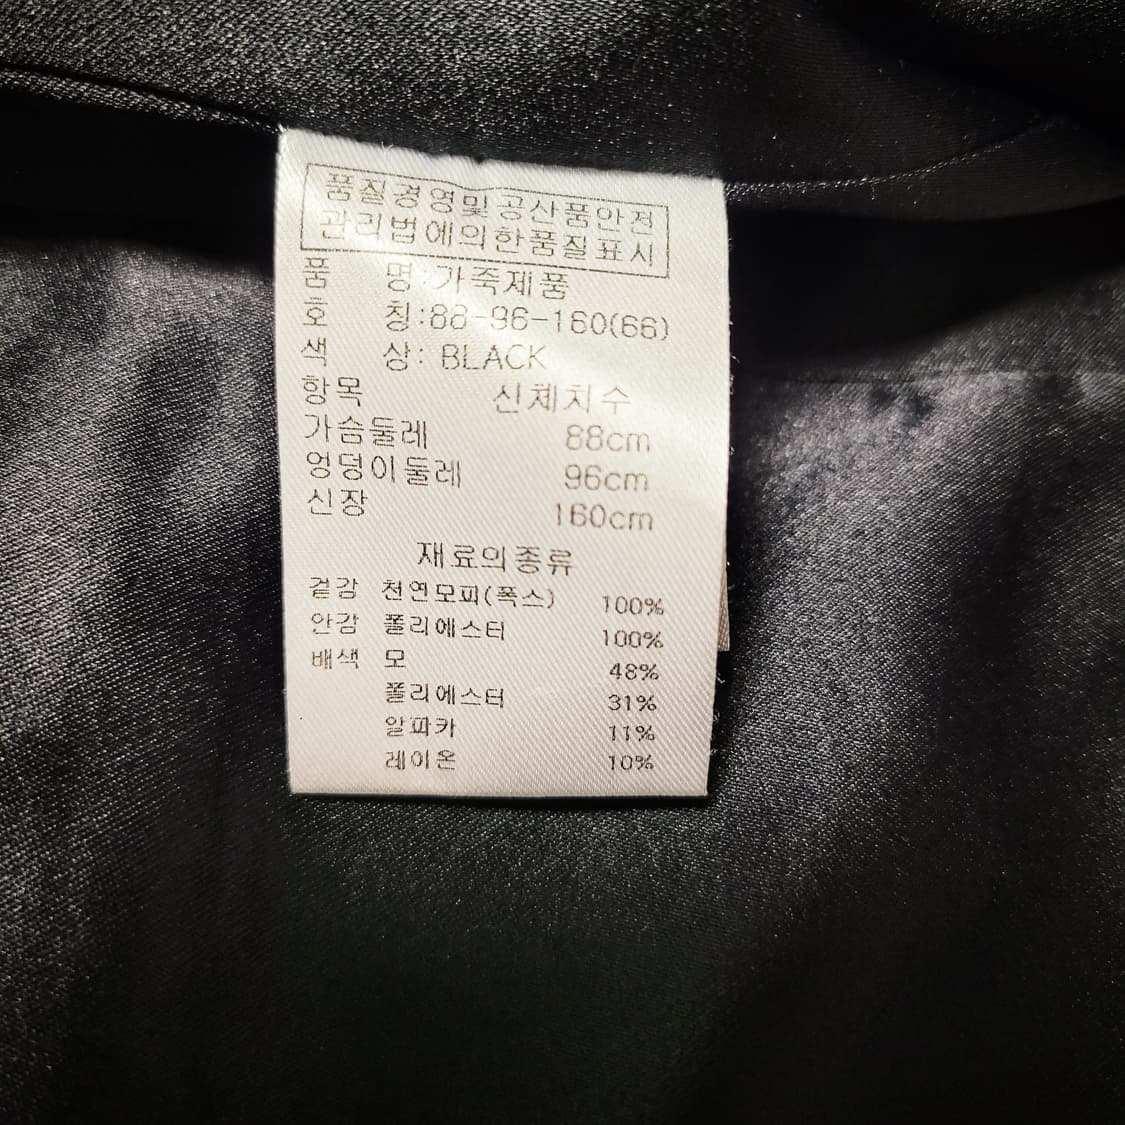 품질경영및공산품안전
관리법에의한품질표시
품 명:가죽제품
호 칭:88-96-160(66)
색 상: BLACK
항목 신체치수
가슴둘레 88cm
엉덩이둘레 96cm
신장 160cm
재료의종류
겉감 천연모피(폭스) 100%
안감 폴리에스터 100%
배색 모 48%
폴리에스터 31%
알파카 11%
레이온 10%